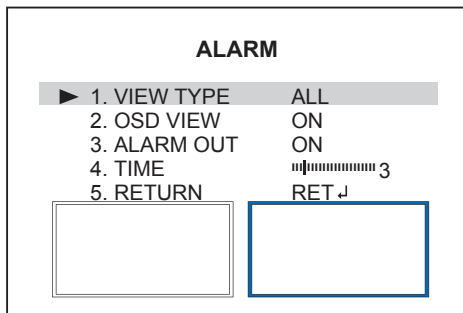 ALARM
▶ 1. VIEW TYPE ALL
2. OSD VIEW ON
3. ALARM OUT ON
4. TIME 3
5. RETURN RET↲